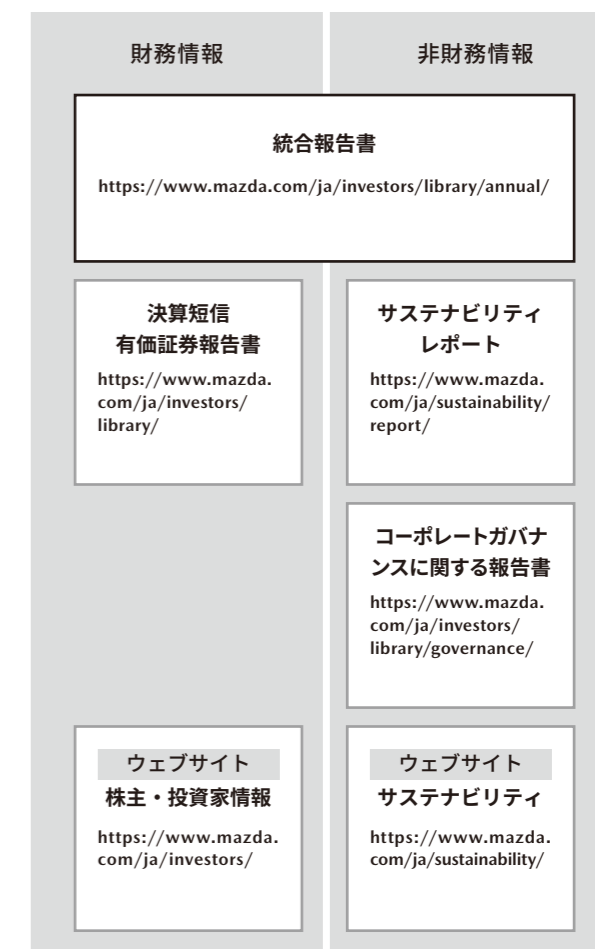 財務情報
非財務情報
統合報告書
https://www.mazda.com/ja/investors/library/annual/
決算短信
有価証券報告書
https://www.mazda.
com/ja/investors/
library/
サステナビリティ
レポート
https://www.mazda.
com/ja/sustainability/
report/
コーポレートガバナ
ンスに関する報告書
https://www.mazda.
com/ja/investors/
library/governance/
ウェブサイト
株主・投資家情報
https://www.mazda.
com/ja/investors/
ウェブサイト
サステナビリティ
https://www.mazda.
com/ja/sustainability/